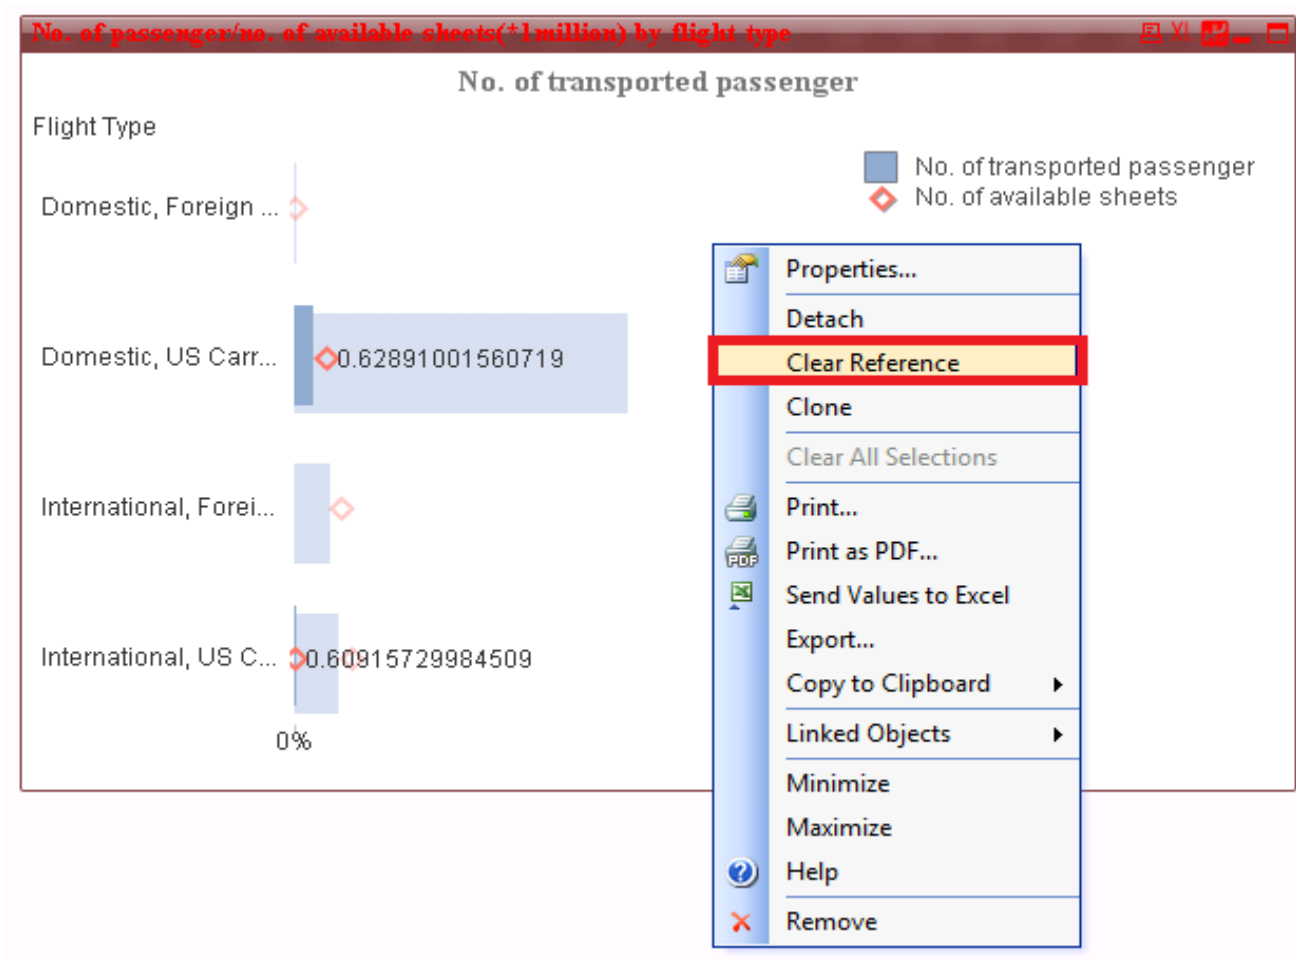 No. of passenger/no. of available sheets(*1million) by flight type
XL
No. of transported passenger
Flight Type
No. of transported passenger
No. of available sheets
Domestic, Foreign ...
Domestic, US Carr...
0.62891001560719
International, Forei...
International, US C...
0.60915729984509
0%
Properties...
Detach
Clear Reference
Clone
Clear All Selections
Print...
PDF
Print as PDF...
Send Values to Excel
Export...
Copy to Clipboard
Linked Objects
Minimize
Maximize
Help
Remove